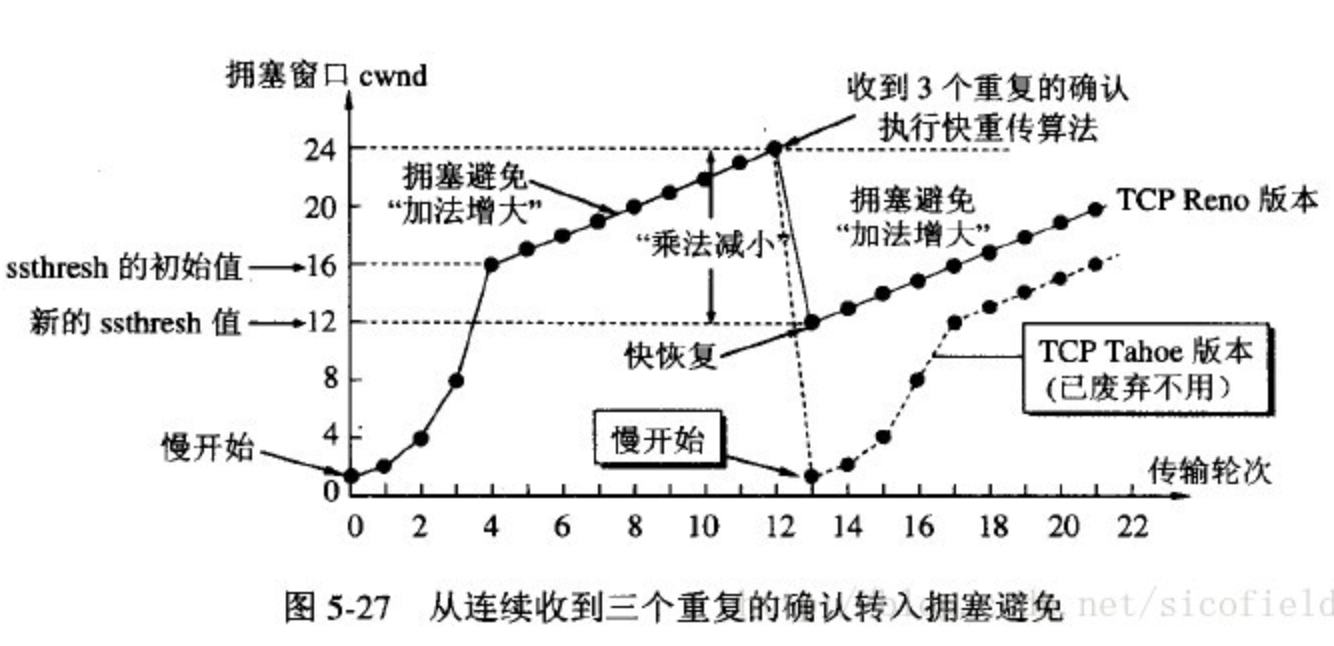 拥塞窗口 cwnd
收到 3 个重复的确认
执行快重传算法
24
拥塞避免
“加法增大”
拥塞避免
“加法增大”
TCP Reno 版本
20
“乘法减小”
ssthresh 的初始值
16
新的 ssthresh 值
12
快恢复
TCP Tahoe 版本
(已废弃不用)
8
慢开始
4
慢开始
传输轮次
0
0 2 4 6 8 10 12 14 16 18 20 22
图 5-27 从连续收到三个重复的确认转入拥塞避免
.net/sicofield